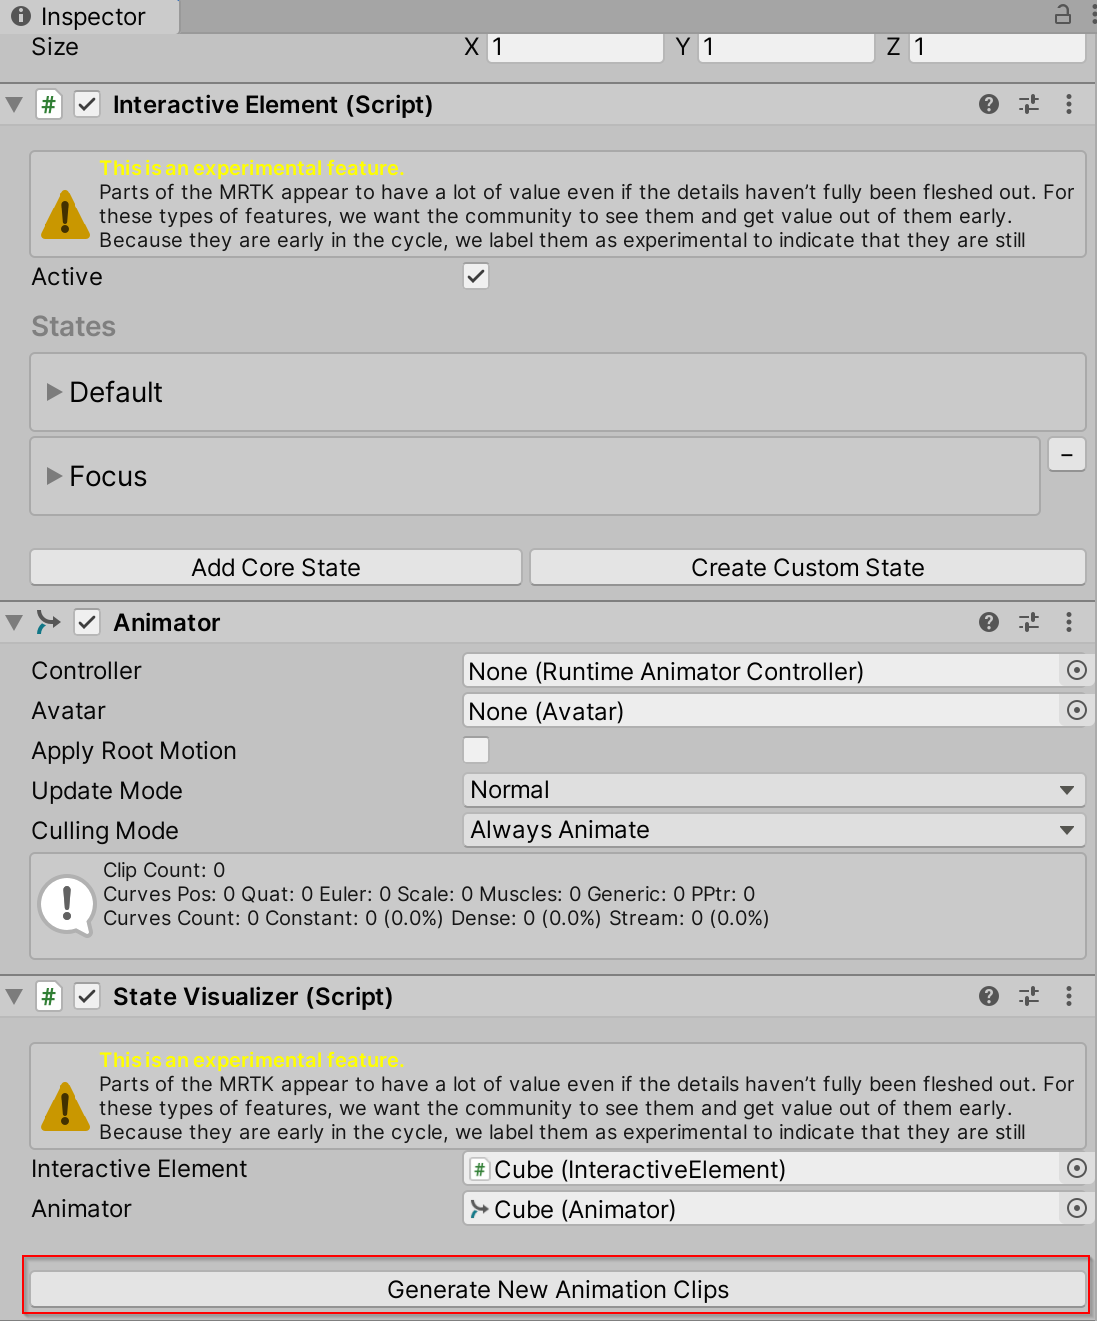 Inspector
Size X 1 Y 1 Z 1
# Interactive Element (Script)
This is an experimental feature.
Parts of the MRTK appear to have a lot of value even if the details haven't fully been fleshed out. For
these types of features, we want the community to see them and get value out of them early.
Because they are early in the cycle, we label them as experimental to indicate that they are still
Active
States
Default
Focus
Add Core State Create Custom State
Animator
Controller None (Runtime Animator Controller)
Avatar None (Avatar)
Apply Root Motion
Update Mode Normal
Culling Mode Always Animate
Clip Count: 0
Curves Pos: 0 Quat: 0 Euler: 0 Scale: 0 Muscles: 0 Generic: 0 PPtr: 0
Curves Count: 0 Constant: 0 (0.0%) Dense: 0 (0.0%) Stream: 0 (0.0%)
# State Visualizer (Script)
This is an experimental feature.
Parts of the MRTK appear to have a lot of value even if the details haven't fully been fleshed out. For
these types of features, we want the community to see them and get value out of them early.
Because they are early in the cycle, we label them as experimental to indicate that they are still
Interactive Element # Cube (InteractiveElement)
Animator Cube (Animator)
Generate New Animation Clips